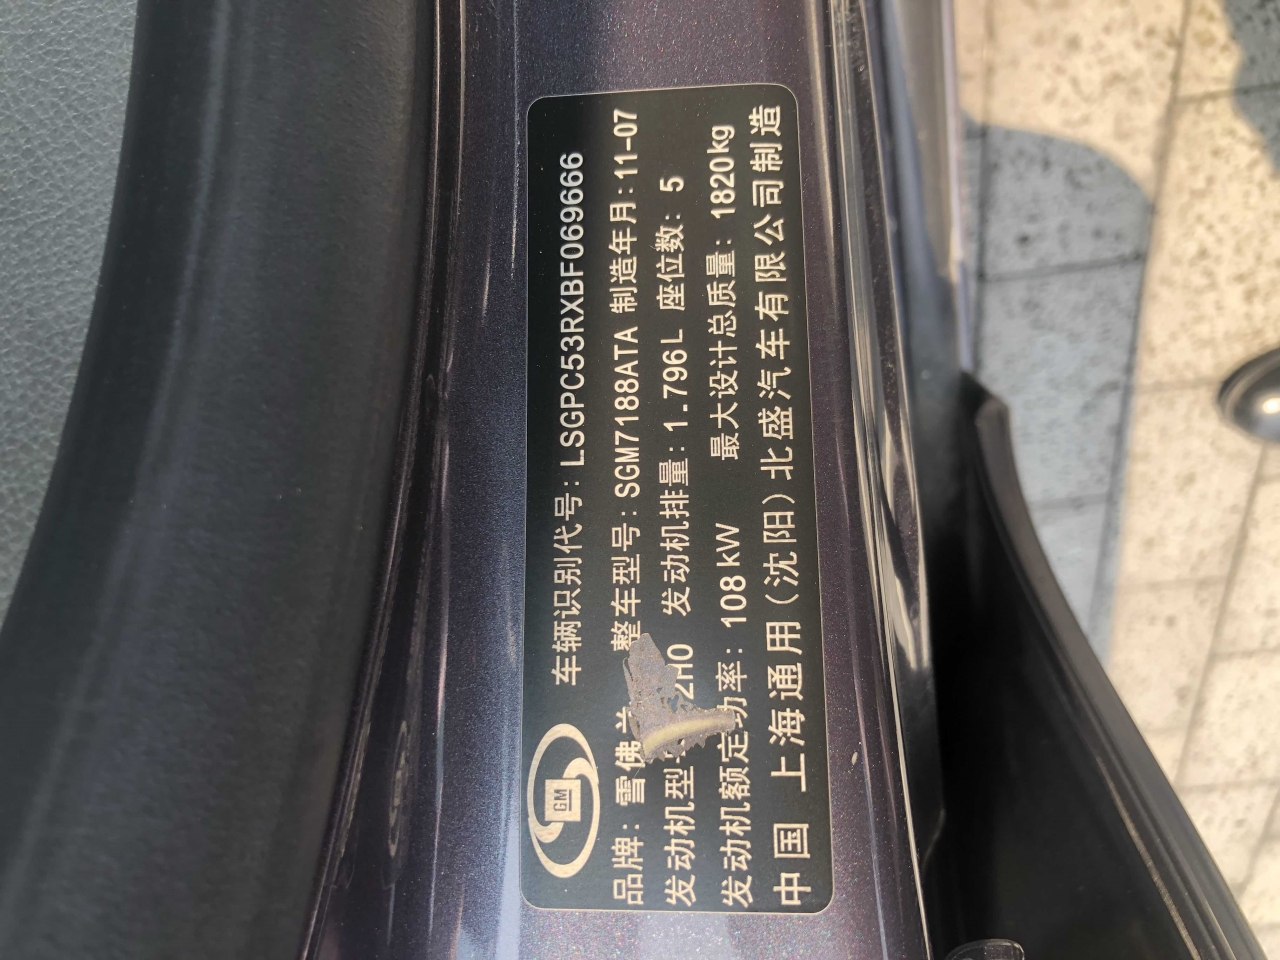 GM
车辆识别代号: LSGPC53RXBF069666
品牌: 雪佛 整车型号: SGM7188ATA 制造年月: 11-07
发动机型 2H0 发动机排量: 1.796L 座位数: 5
发动机额定功率: 108kW 最大设计总质量: 1820kg
中国 上海通用(沈阳)北盛汽车有限公司制造